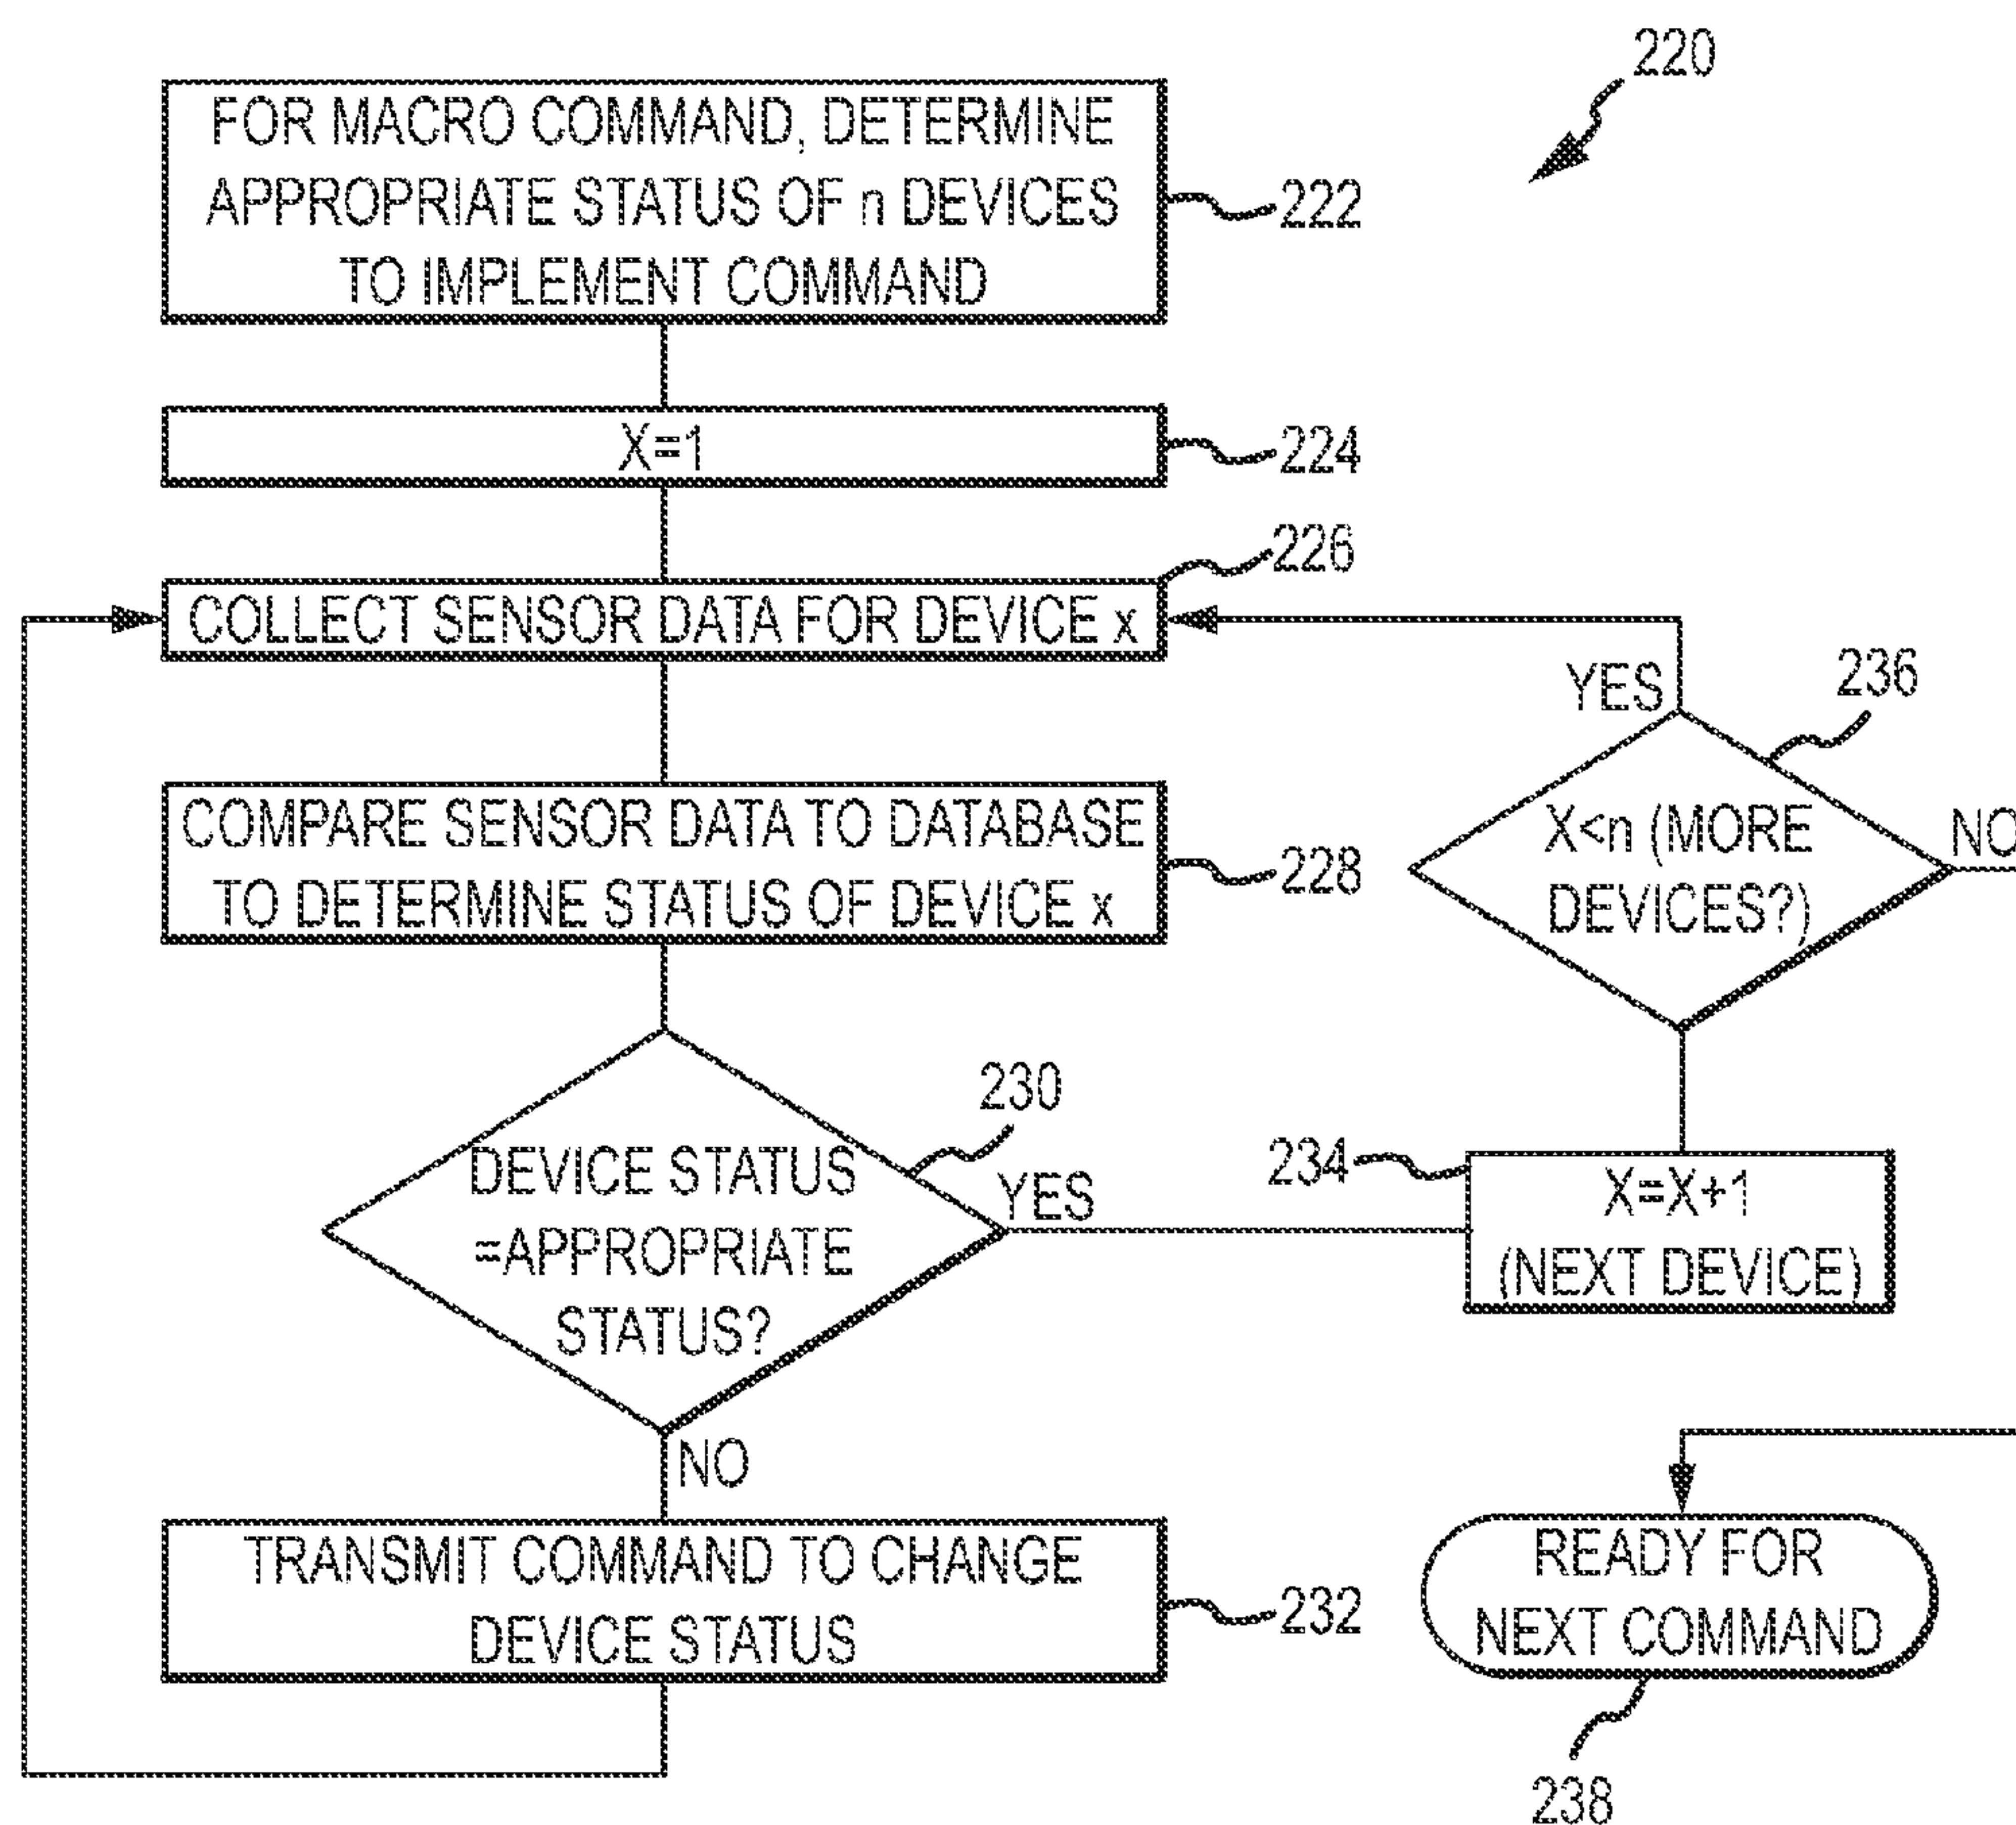 220
FOR MACRO COMMAND, DETERMINE
APPROPRIATE STATUS OF n DEVICES
TO IMPLEMENT COMMAND
222
X=1
224
226
COLLECT SENSOR DATA FOR DEVICE x
COMPARE SENSOR DATA TO DATABASE
TO DETERMINE STATUS OF DEVICE x
228
230
DEVICE STATUS
=APPROPRIATE
STATUS?
YES
NO
TRANSMIT COMMAND TO CHANGE
DEVICE STATUS
232
234
X=X+1
(NEXT DEVICE)
236
X<n (MORE
DEVICES?)
YES
NO
READY FOR
NEXT COMMAND
238